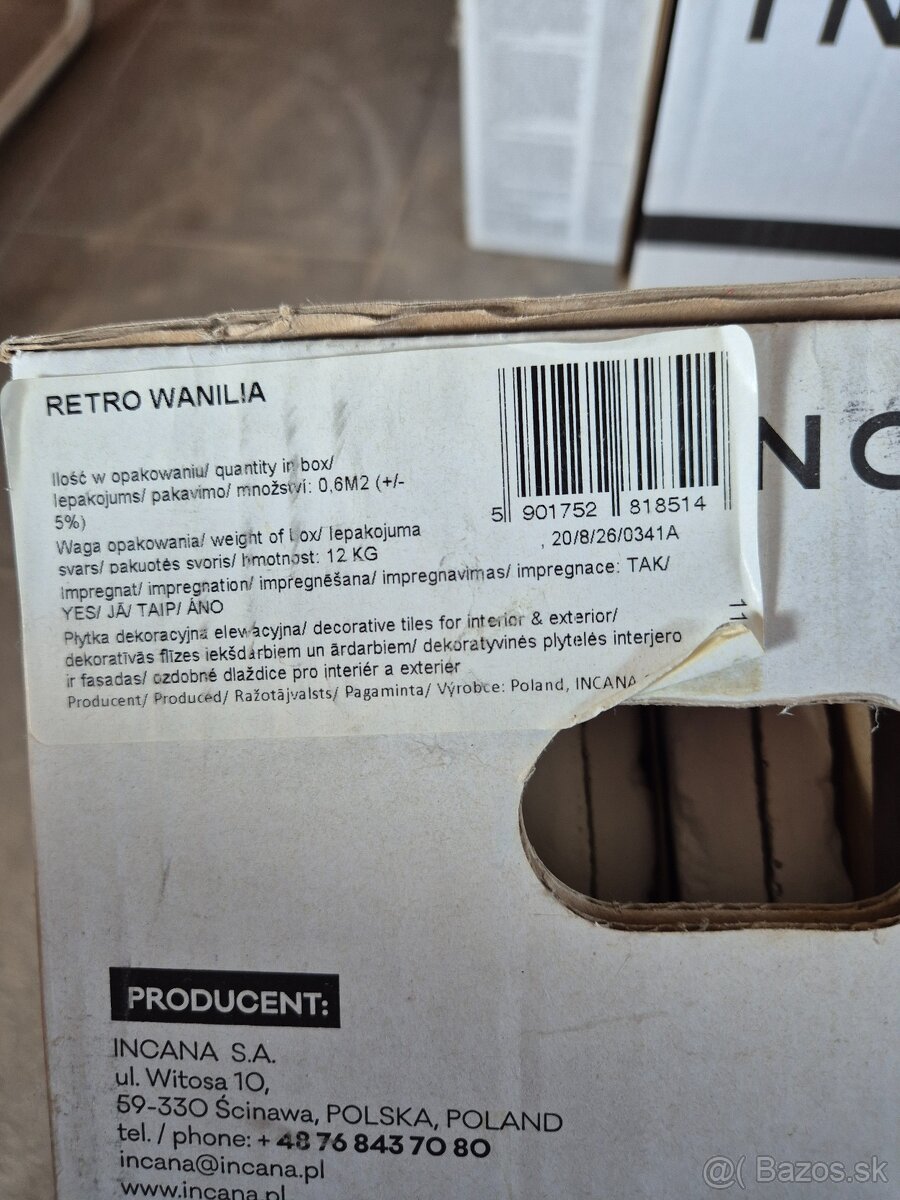 IN
RETRO WANILIA
Ilość w opakowaniu/ quantity in box/
Iepakojums/ pakavimo/ množství: 0,6M2 (+/-
5%)
Waga opakowania/ weight of box/ Iepakojuma
svars/ pakuotės svoris/ hmotnost: 12 KG
Impregnat/ impregnation/ impregnēšana/ impregnavimas/ impregnace: TAK/
YES/ JĀ/ TAIP/ ÁNO
Płytka dekoracyjna elewacyjna/ decorative tiles for interior & exterior/
dekoratīvās flīzes iekšdarbiem un ārdarbiem/ dekoratyvinės plytelės interjero
ir fasadas/ ozdobné dlaždice pro interiér a exteriér
Producent/ Produced/ Ražotājvalsts/ Pagaminta/ Výrobce: Poland, INCANA
5 901752 818514
, 20/8/26/0341A
11
NC
PRODUCENT:
INCANA S.A.
ul. Witosa 10,
59-330 Ścinawa, POLSKA, POLAND
tel. / phone: + 48 76 843 70 80
incana@incana.pl
www.incana.pl
@( Bazos.sk